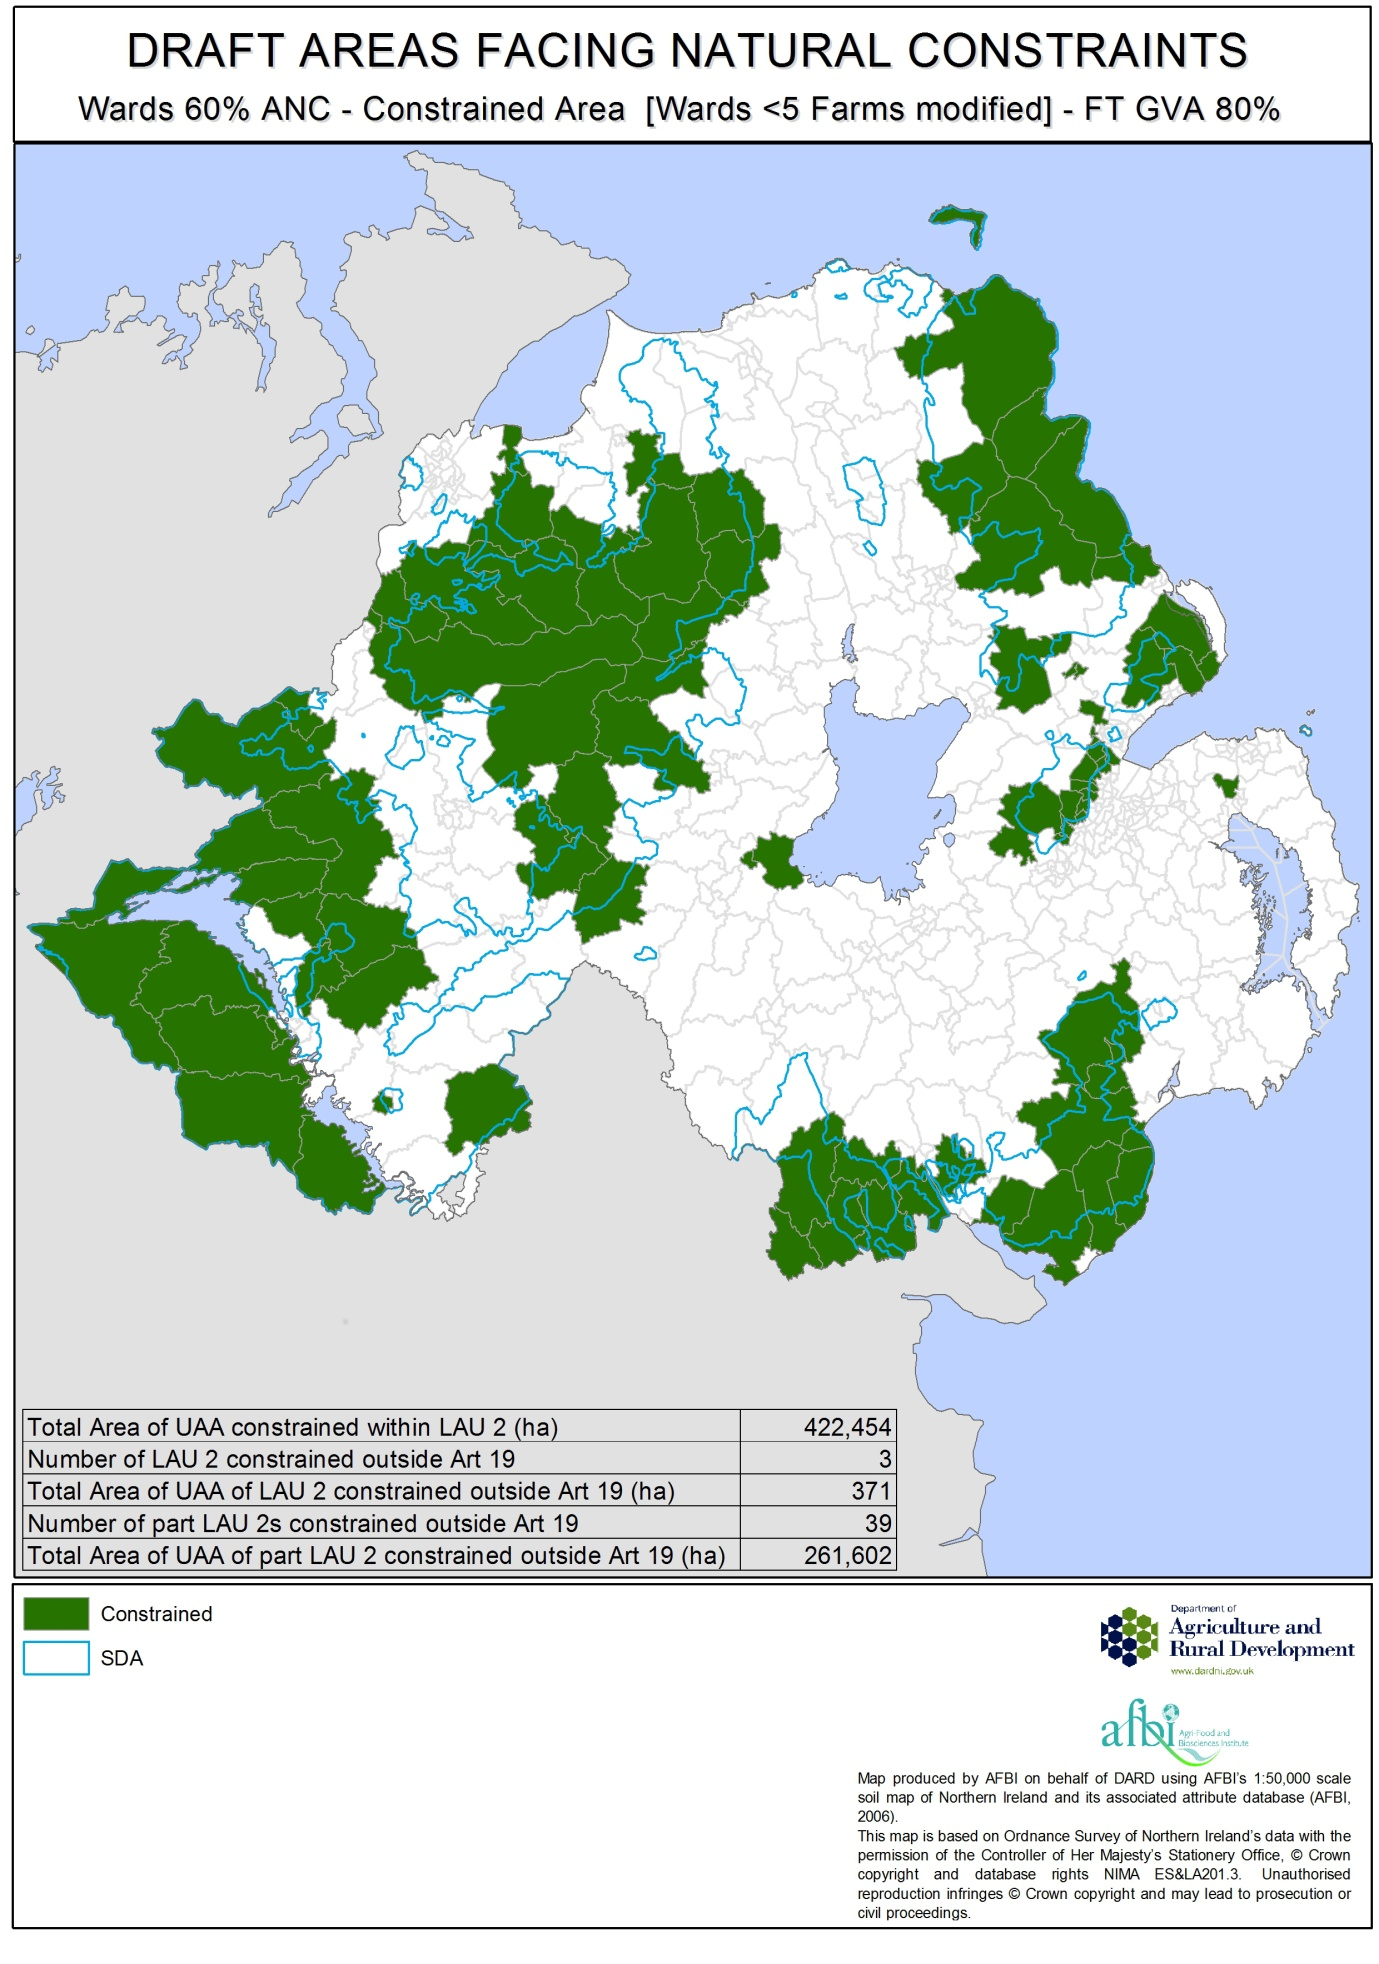 DRAFT AREAS FACING NATURAL CONSTRAINTS
Wards 60% ANC - Constrained Area [Wards <5 Farms modified] - FT GVA 80%
Total Area of UAA constrained within LAU 2 (ha) 422,454
Number of LAU 2 constrained outside Art 19 3
Total Area of UAA of LAU 2 constrained outside Art 19 (ha) 371
Number of part LAU 2s constrained outside Art 19 39
Total Area of UAA of part LAU 2 constrained outside Art 19 (ha) 261,602
Constrained
SDA
Department of
Agriculture and
Rural Development
www.dardni.gov.uk
afbi
Agri-Food and
Biosciences Institute
Map produced by AFBI on behalf of DARD using AFBI's 1:50,000 scale
soil map of Northern Ireland and its associated attribute database (AFBI,
2006).
This map is based on Ordnance Survey of Northern Ireland's data with the
permission of the Controller of Her Majesty's Stationery Office, © Crown
copyright and database rights NIMA ES&LA201.3. Unauthorised
reproduction infringes © Crown copyright and may lead to prosecution or
civil proceedings.